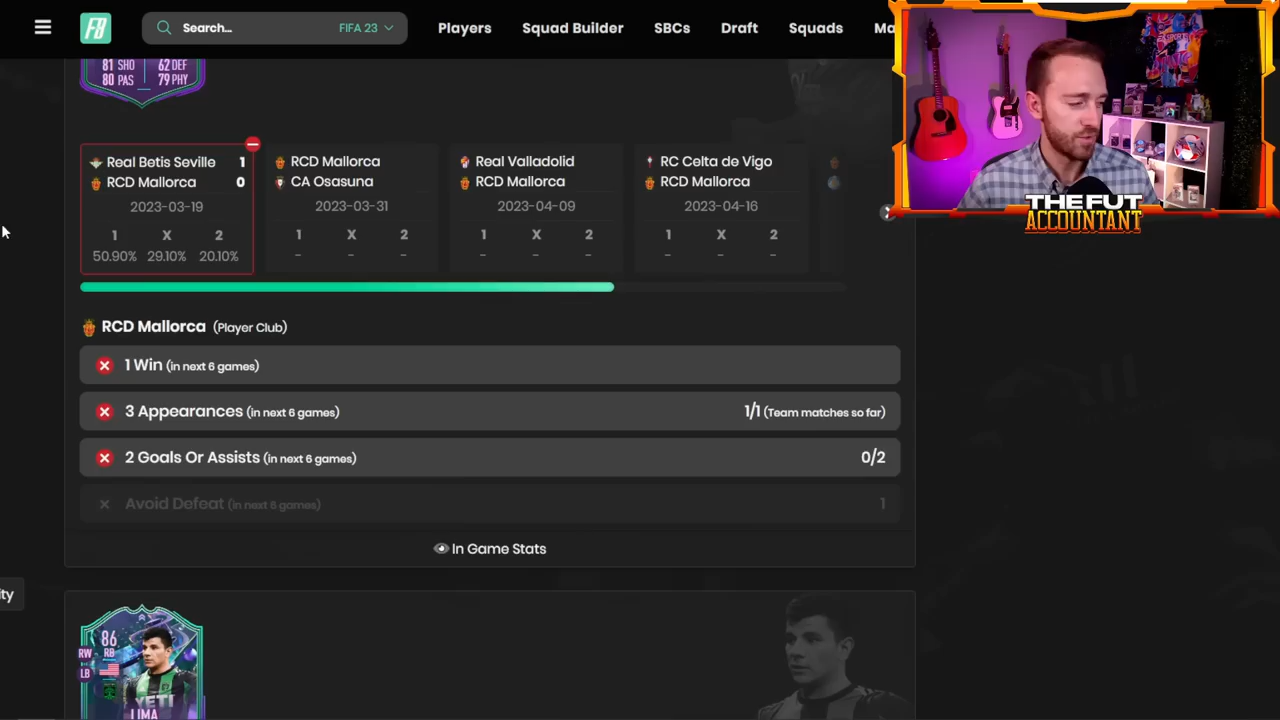 FB
Search...
FIFA 23
Players
Squad Builder
SBCs
Draft
Squads
Ma
THE FUT
ACCOUNTANT
81 SHO 62 DEF
80 PAS 79 PHY
Real Betis Seville 1
RCD Mallorca 0
2023-03-19
1 X 2
50.90% 29.10% 20.10%
RCD Mallorca
CA Osasuna
2023-03-31
1 X 2
- - -
Real Valladolid
RCD Mallorca
2023-04-09
1 X 2
- - -
RC Celta de Vigo
RCD Mallorca
2023-04-16
1 X 2
- - -
RCD Mallorca (Player Club)
1 Win (in next 6 games)
3 Appearances (in next 6 games) 1/1 (Team matches so far)
2 Goals Or Assists (in next 6 games) 0/2
Avoid Defeat (in next 6 games) 1
In Game Stats
ity
86
RW RB
LB
YETI
LIMA